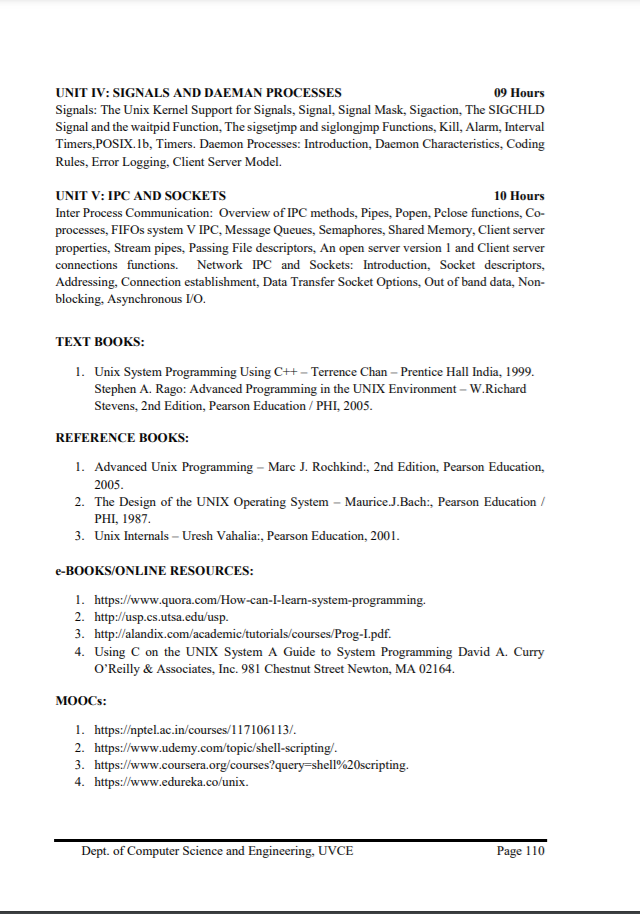 UNIT IV: SIGNALS AND DAEMAN PROCESSES 09 Hours
Signals: The Unix Kernel Support for Signals, Signal, Signal Mask, Sigaction, The SIGCHLD
Signal and the waitpid Function, The sigsetjmp and siglongjmp Functions, Kill, Alarm, Interval
Timers,POSIX.1b, Timers. Daemon Processes: Introduction, Daemon Characteristics, Coding
Rules, Error Logging, Client Server Model.
UNIT V: IPC AND SOCKETS 10 Hours
Inter Process Communication: Overview of IPC methods, Pipes, Popen, Pclose functions, Co-
processes, FIFOs system V IPC, Message Queues, Semaphores, Shared Memory, Client server
properties, Stream pipes, Passing File descriptors, An open server version 1 and Client server
connections functions. Network IPC and Sockets: Introduction, Socket descriptors,
Addressing, Connection establishment, Data Transfer Socket Options, Out of band data, Non-
blocking, Asynchronous I/O.
TEXT BOOKS:
1. Unix System Programming Using C++ – Terrence Chan – Prentice Hall India, 1999.
Stephen A. Rago: Advanced Programming in the UNIX Environment – W.Richard
Stevens, 2nd Edition, Pearson Education / PHI, 2005.
REFERENCE BOOKS:
1. Advanced Unix Programming – Marc J. Rochkind:, 2nd Edition, Pearson Education,
2005.
2. The Design of the UNIX Operating System – Maurice.J.Bach:, Pearson Education /
PHI, 1987.
3. Unix Internals – Uresh Vahalia:, Pearson Education, 2001.
e-BOOKS/ONLINE RESOURCES:
1. https://www.quora.com/How-can-I-learn-system-programming.
2. http://usp.cs.utsa.edu/usp.
3. http://alandix.com/academic/tutorials/courses/Prog-I.pdf.
4. Using C on the UNIX System A Guide to System Programming David A. Curry
O’Reilly & Associates, Inc. 981 Chestnut Street Newton, MA 02164.
MOOCs:
1. https://nptel.ac.in/courses/117106113/.
2. https://www.udemy.com/topic/shell-scripting/.
3. https://www.coursera.org/courses?query=shell%20scripting.
4. https://www.edureka.co/unix.
Dept. of Computer Science and Engineering, UVCE Page 110